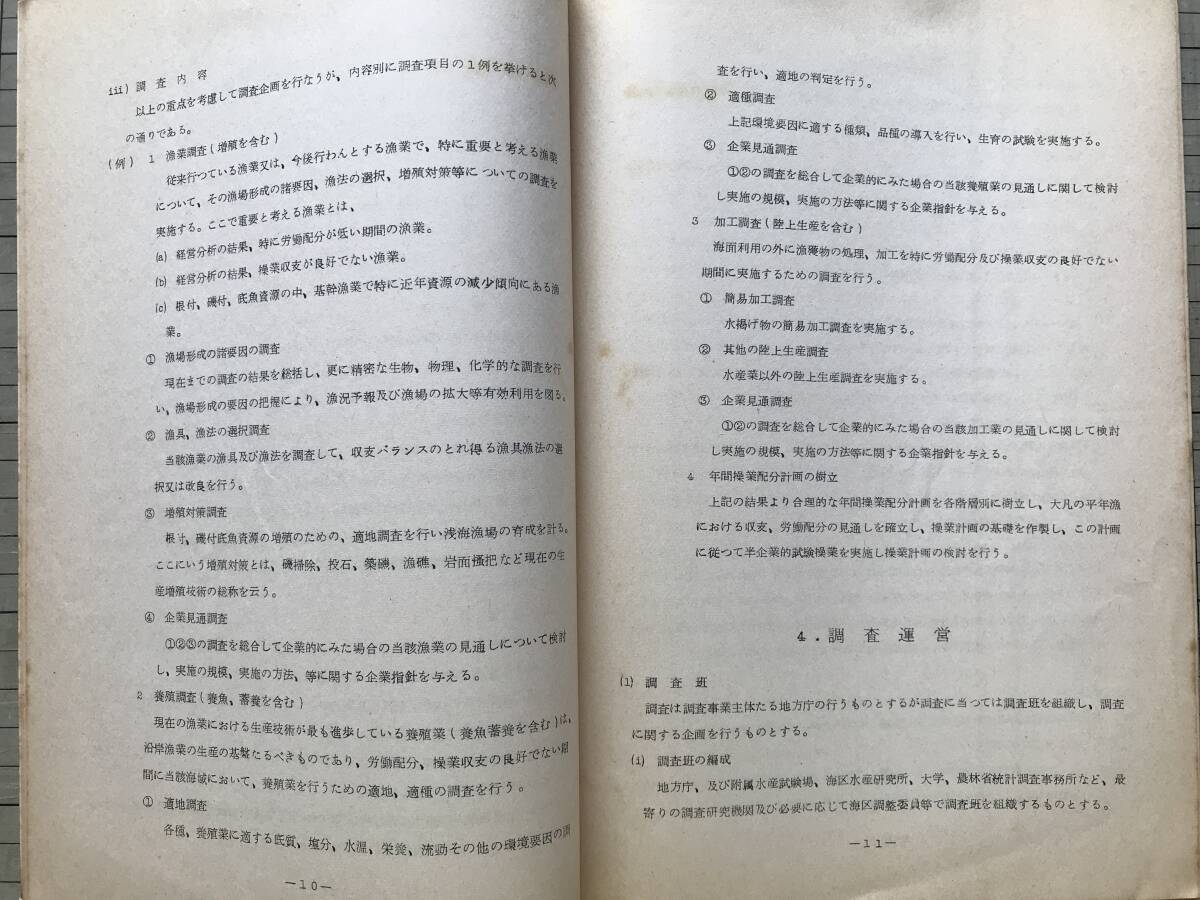 iii) 調査内容
以上の重点を考慮して調査企画を行なうが、内容別に調査項目の1例を挙げると次
の通りである。
(例) 1 漁業調査(増殖を含む)
従来行つている漁業又は、今後行わんとする漁業で、特に重要と考える漁業
について、その漁場形成の諸要因、漁法の選択、増殖対策等についての調査を
実施する。ここで重要と考える漁業とは、
(a) 経営分析の結果、特に労働配分が低い期間の漁業。
(b) 経営分析の結果、操業収支が良好でない漁業。
(c) 根付、磯付、底魚資源の中、基幹漁業で特に近年資源の減少傾向にある漁
業。
① 漁場形成の諸要因の調査
現在までの調査の結果を総括し、更に精密な生物、物理、化学的な調査を行
い、漁場形成の要因の把握により、漁況予報及び漁場の拡大等有効利用を図る。
② 漁具、漁法の選択調査
当該漁業の漁具及び漁法を調査して、収支バランスのとれ得る漁具漁法の選
択又は改良を行う。
③ 増殖対策調査
根付、磯付底魚資源の増殖のための、適地調査を行い浅海漁場の育成を計る。
ここにいう増殖対策とは、磯掃除、投石、築磯、漁礁、岩面掻把など現在の生
産増殖技術の総称を云う。
④ 企業見通調査
①②③の調査を総合して企業的にみた場合の当該漁業の見通しについて検討
し、実施の規模、実施の方法、等に関する企業指針を与える。
2 養殖調査(養魚、蓄養を含む)
現在の漁業における生産技術が最も進歩している養殖業(養魚蓄養を含む)は、
沿岸漁業の生産の基盤たるべきものであり、労働配分、操業収支の良好でない期
間に当該海域において、養殖業を行うための適地、適種の調査を行う。
① 適地調査
各種、養殖業に適する底質、塩分、水温、栄養、流動その他の環境要因の調
—10—
査を行い、適地の判定を行う。
② 適種調査
上記環境要因に適する種類、品種の導入を行い、生育の試験を実施する。
③ 企業見通調査
①②の調査を総合して企業的にみた場合の当該養殖業の見通しに関して検討
し実施の規模、実施の方法等に関する企業指針を与える。
3 加工調査(陸上生産を含む)
海面利用の外に漁獲物の処理、加工を特に労働配分及び操業収支の良好でない
期間に実施するための調査を行う。
① 簡易加工調査
水揚げ物の簡易加工調査を実施する。
② 其他の陸上生産調査
水産業以外の陸上生産調査を実施する。
③ 企業見通調査
①②の調査を総合して企業的にみた場合の当該加工業の見通しに関して検討
し実施の規模、実施の方法等に関する企業指針を与える。
4 年間操業配分計画の樹立
上記の結果より合理的な年間操業配分計画を各階層別に樹立し、大凡の平年漁
における収支、労働配分の見通しを確立し、操業計画の基礎を作製し、この計画
に従つて半企業的試験操業を実施し操業計画の検討を行う。
4.調査運営
(1) 調査班
調査は調査事業主体たる地方庁の行うものとするが調査に当つては調査班を組織し、調査
に関する企画を行うものとする。
(i) 調査班の編成
地方庁、及び附属水産試験場、海区水産研究所、大学、農林省統計調査事務所など、最
寄りの調査研究機関及び必要に応じて海区調整委員等で調査班を組織するものとする。
—11—